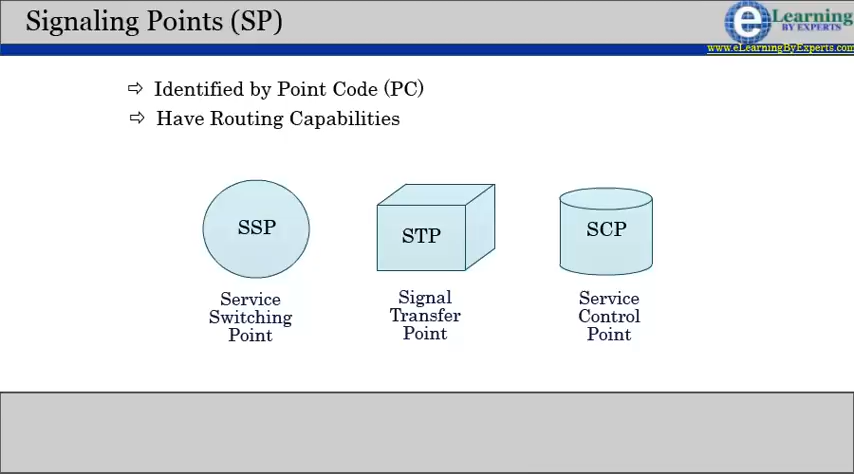 Signaling Points (SP)
eLearning
BY EXPERTS
www.eLearningByExperts.com
⇨ Identified by Point Code (PC)
⇨ Have Routing Capabilities
SSP
STP
SCP
Service
Switching
Point
Signal
Transfer
Point
Service
Control
Point